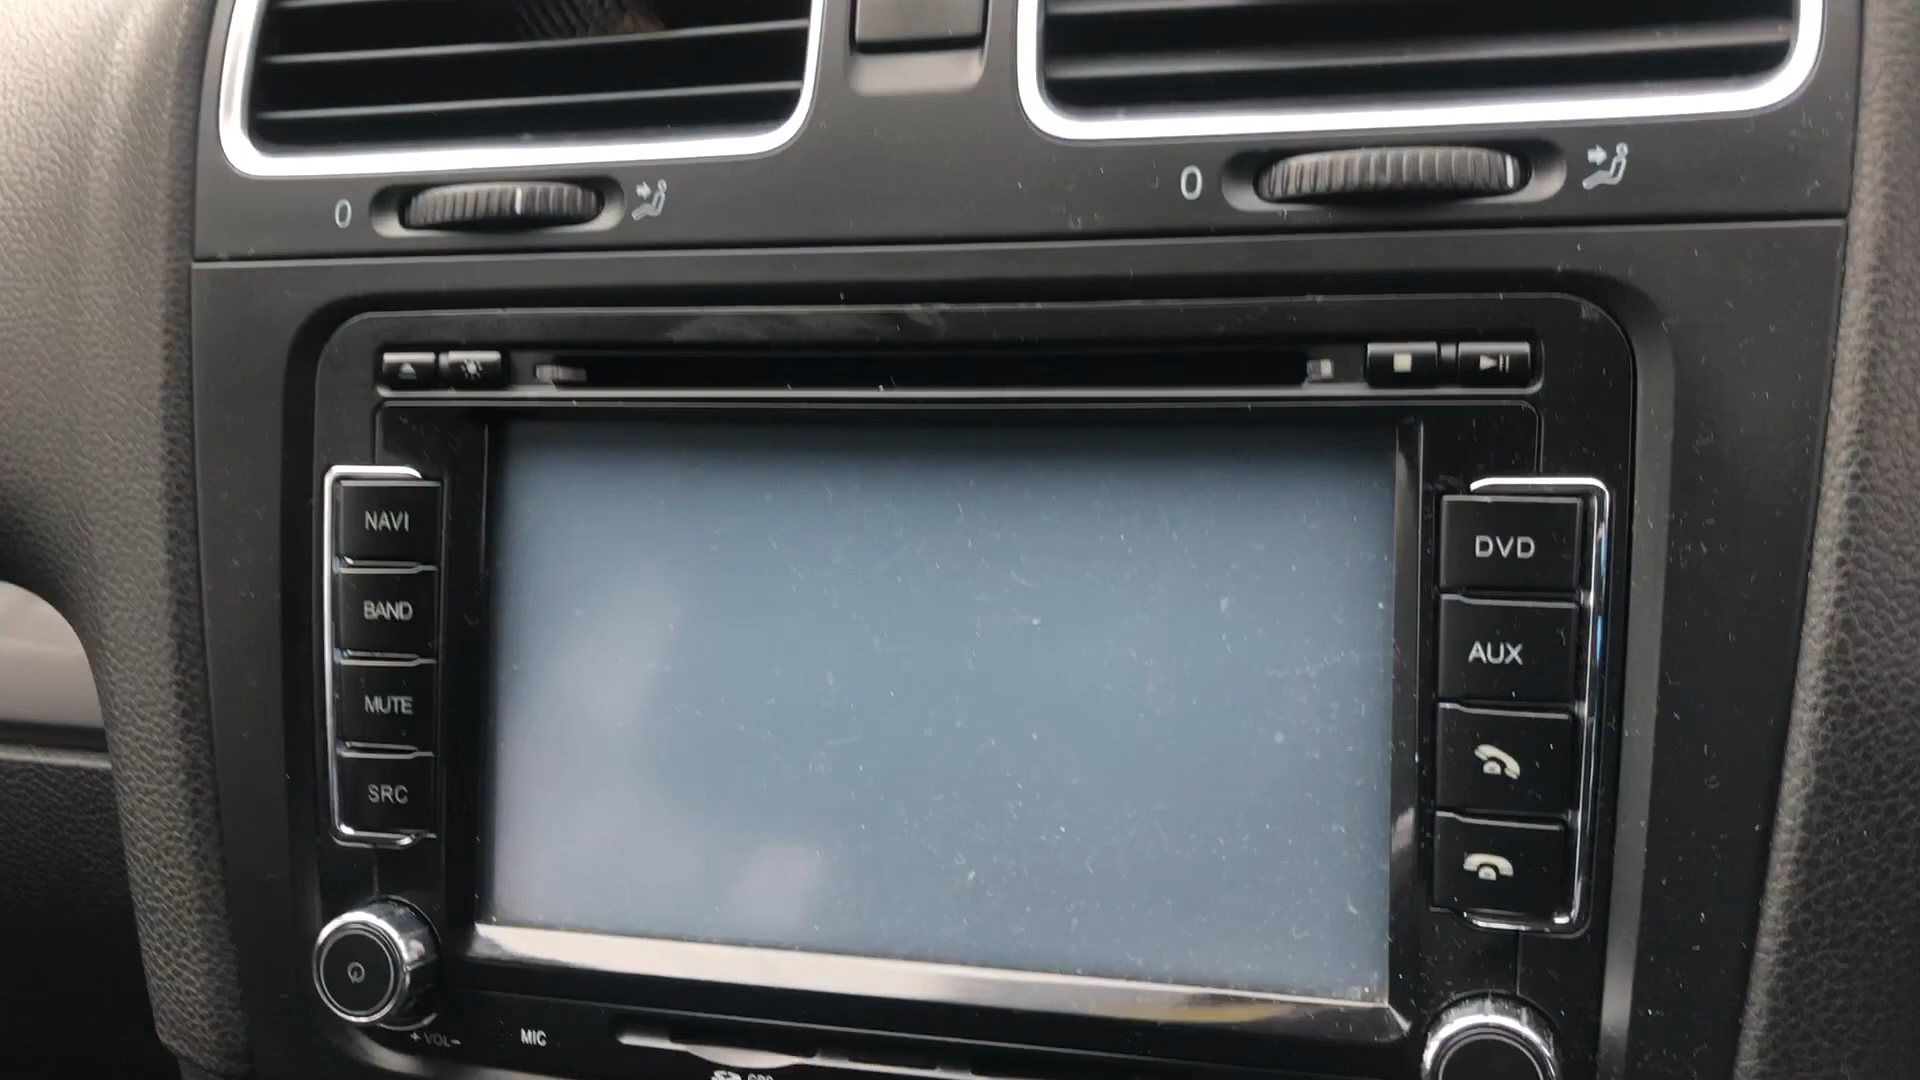 0
0
NAVI
BAND
MUTE
SRC
DVD
AUX
+ VOL-
MIC